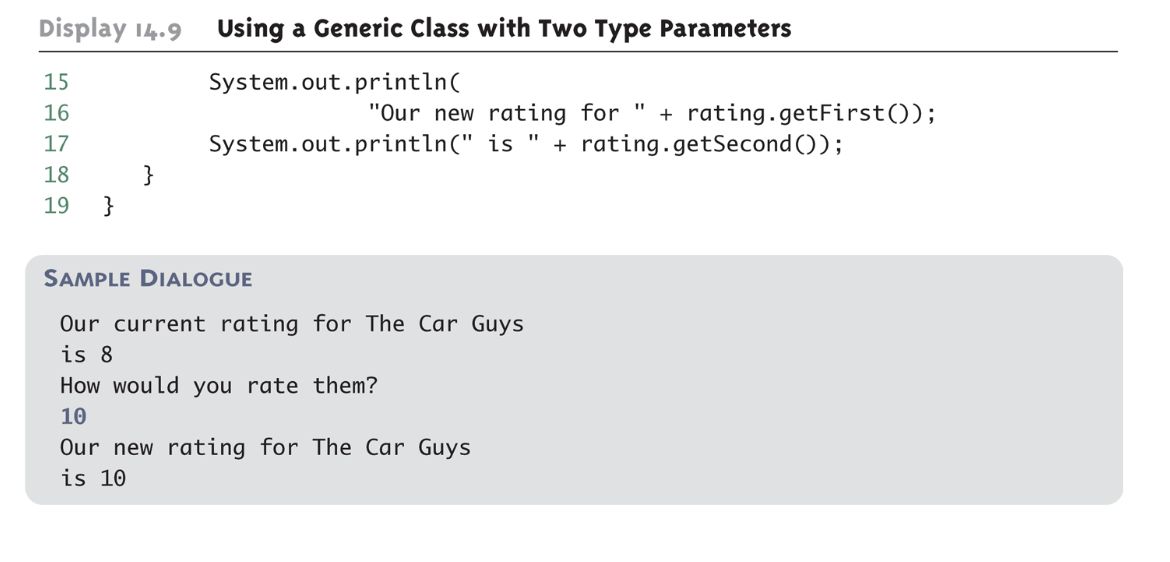 Display 14.9 Using a Generic Class with Two Type Parameters
15 System.out.println(
16 "Our new rating for " + rating.getFirst());
17 System.out.println(" is " + rating.getSecond());
18 }
19 }
SAMPLE DIALOGUE
Our current rating for The Car Guys
is 8
How would you rate them?
10
Our new rating for The Car Guys
is 10